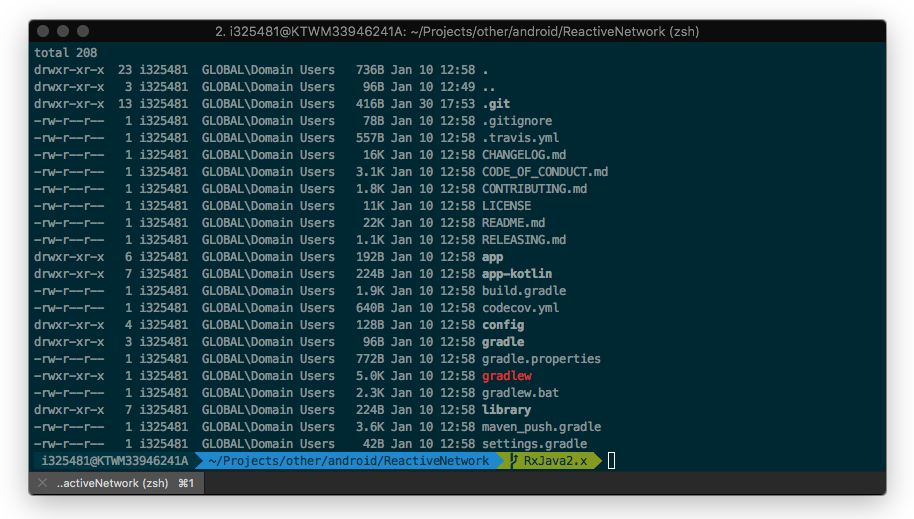 2. i325481@KTWM33946241A: ~/Projects/other/android/ReactiveNetwork (zsh)
total 208
drwxr-xr-x  23 i325481  GLOBAL\Domain Users   736B Jan 10 12:58 .
drwxr-xr-x   3 i325481  GLOBAL\Domain Users    96B Jan 10 12:49 ..
drwxr-xr-x  13 i325481  GLOBAL\Domain Users   416B Jan 30 17:53 .git
-rw-r--r--   1 i325481  GLOBAL\Domain Users    78B Jan 10 12:58 .gitignore
-rw-r--r--   1 i325481  GLOBAL\Domain Users   557B Jan 10 12:58 .travis.yml
-rw-r--r--   1 i325481  GLOBAL\Domain Users    16K Jan 10 12:58 CHANGELOG.md
-rw-r--r--   1 i325481  GLOBAL\Domain Users   3.1K Jan 10 12:58 CODE_OF_CONDUCT.md
-rw-r--r--   1 i325481  GLOBAL\Domain Users   1.8K Jan 10 12:58 CONTRIBUTING.md
-rw-r--r--   1 i325481  GLOBAL\Domain Users    11K Jan 10 12:58 LICENSE
-rw-r--r--   1 i325481  GLOBAL\Domain Users    22K Jan 10 12:58 README.md
-rw-r--r--   1 i325481  GLOBAL\Domain Users   1.1K Jan 10 12:58 RELEASING.md
drwxr-xr-x   6 i325481  GLOBAL\Domain Users   192B Jan 10 12:58 app
drwxr-xr-x   7 i325481  GLOBAL\Domain Users   224B Jan 10 12:58 app-kotlin
-rw-r--r--   1 i325481  GLOBAL\Domain Users   1.9K Jan 10 12:58 build.gradle
-rw-r--r--   1 i325481  GLOBAL\Domain Users   640B Jan 10 12:58 codecov.yml
drwxr-xr-x   4 i325481  GLOBAL\Domain Users   128B Jan 10 12:58 config
drwxr-xr-x   3 i325481  GLOBAL\Domain Users    96B Jan 10 12:58 gradle
-rw-r--r--   1 i325481  GLOBAL\Domain Users   772B Jan 10 12:58 gradle.properties
-rwxr-xr-x   1 i325481  GLOBAL\Domain Users   5.0K Jan 10 12:58 gradlew
-rw-r--r--   1 i325481  GLOBAL\Domain Users   2.3K Jan 10 12:58 gradlew.bat
drwxr-xr-x   7 i325481  GLOBAL\Domain Users   224B Jan 10 12:58 library
-rw-r--r--   1 i325481  GLOBAL\Domain Users   3.6K Jan 10 12:58 maven_push.gradle
-rw-r--r--   1 i325481  GLOBAL\Domain Users    42B Jan 10 12:58 settings.gradle
i325481@KTWM33946241A ~/Projects/other/android/ReactiveNetwork RxJava2.x
..activeNetwork (zsh) ⌘1